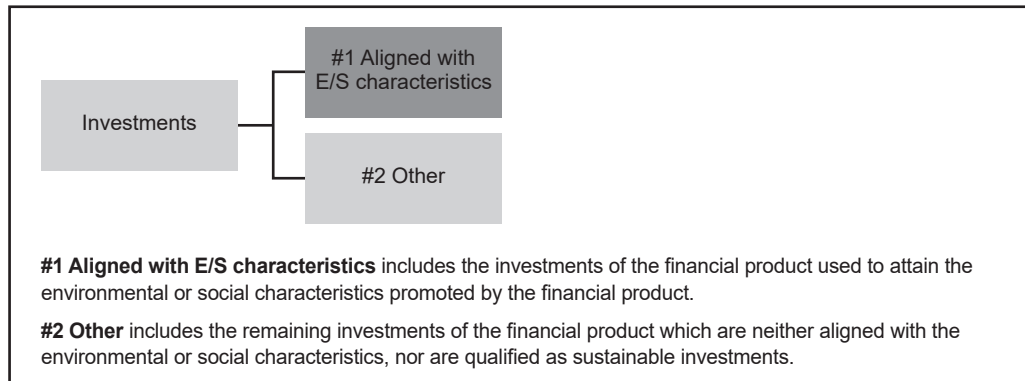 #1 Aligned with
E/S characteristics
Investments
#2 Other
#1 Aligned with E/S characteristics includes the investments of the financial product used to attain the
environmental or social characteristics promoted by the financial product.
#2 Other includes the remaining investments of the financial product which are neither aligned with the
environmental or social characteristics, nor are qualified as sustainable investments.